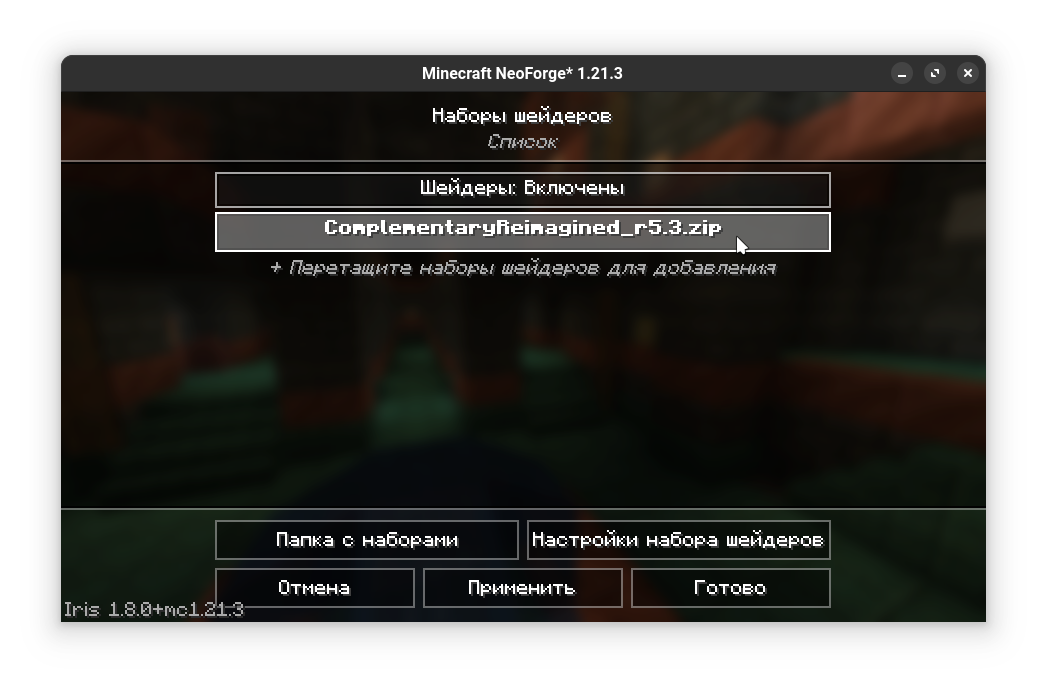 Minecraft NeoForge* 1.21.3
Наборы шейдеров
Список
Шейдеры: Включены
ComplementaryReimagined_r5.3.zip
+ Перетащите наборы шейдеров для добавления
Папка с наборами
Настройки набора шейдеров
Отмена
Применить
Готово
Iris 1.8.0+mc1.21.3